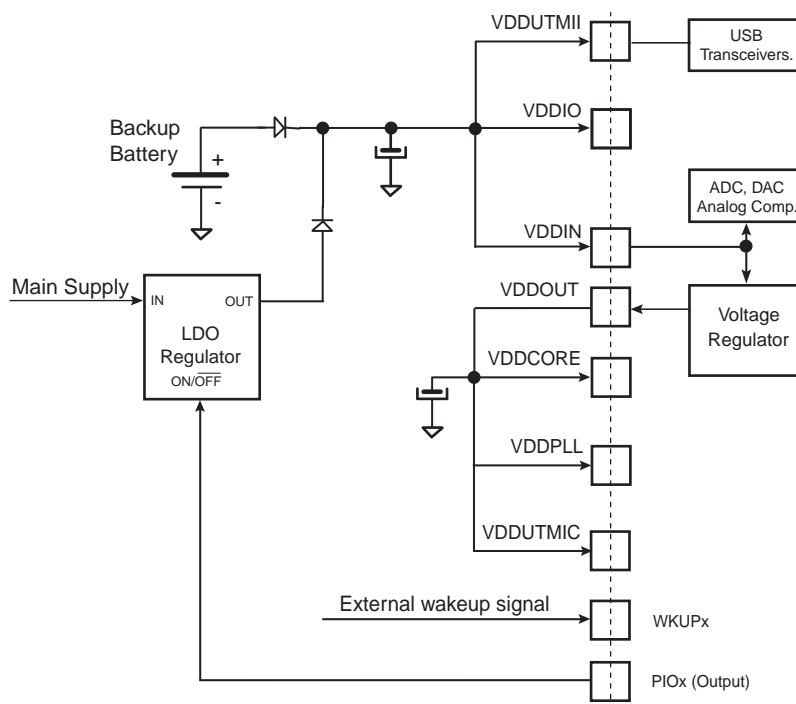 VDDUTMII
USB
Transceivers.
VDDIO
Backup
Battery
+
-
ADC, DAC
Analog Comp.
VDDIN
Main Supply
IN
OUT
LDO
Regulator
ON/OFF
VDDOUT
Voltage
Regulator
VDDCORE
VDDPLL
VDDUTMIC
External wakeup signal
WKUPx
PIOx (Output)